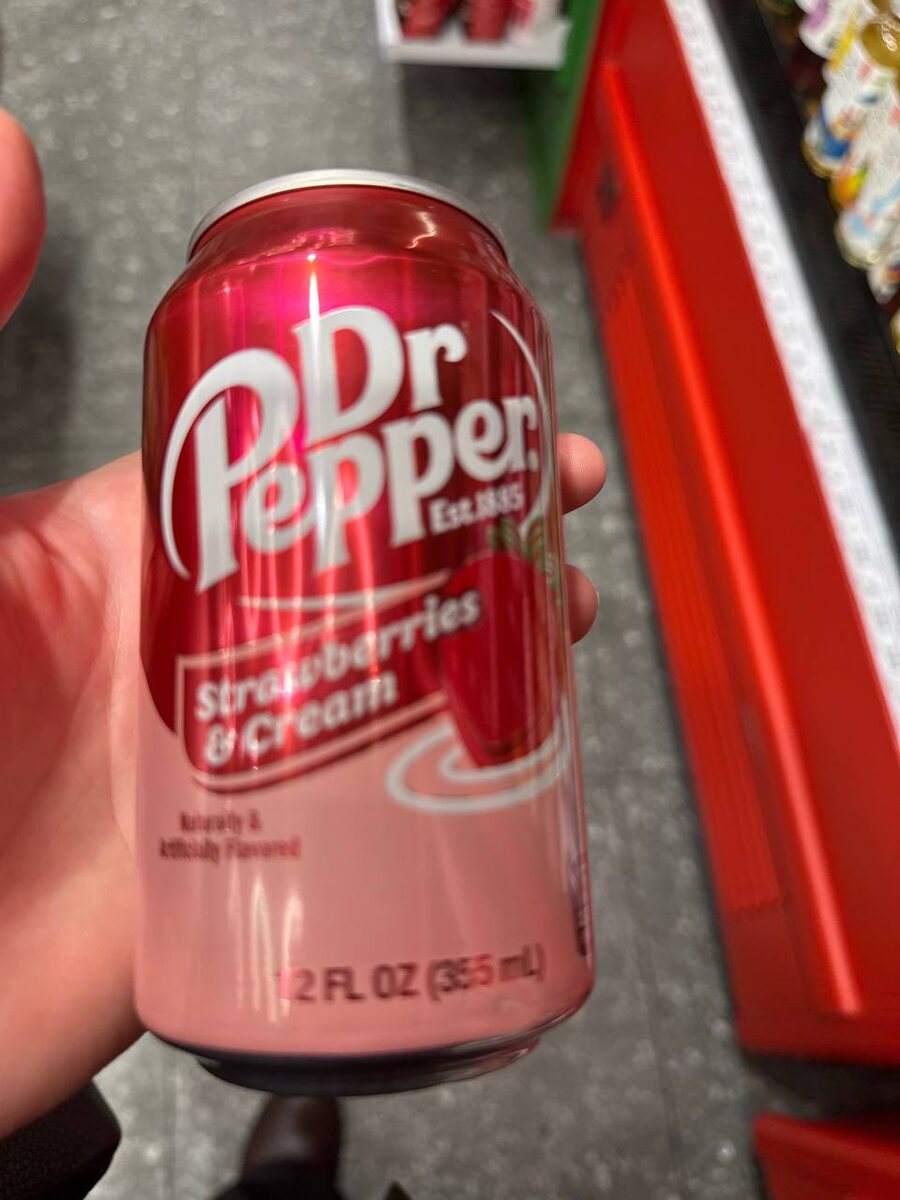 Dr
Pepper.
Est.1885
Strawberries
& Cream
Naturally &
Artificially Flavored
12 FL OZ (355 mL)